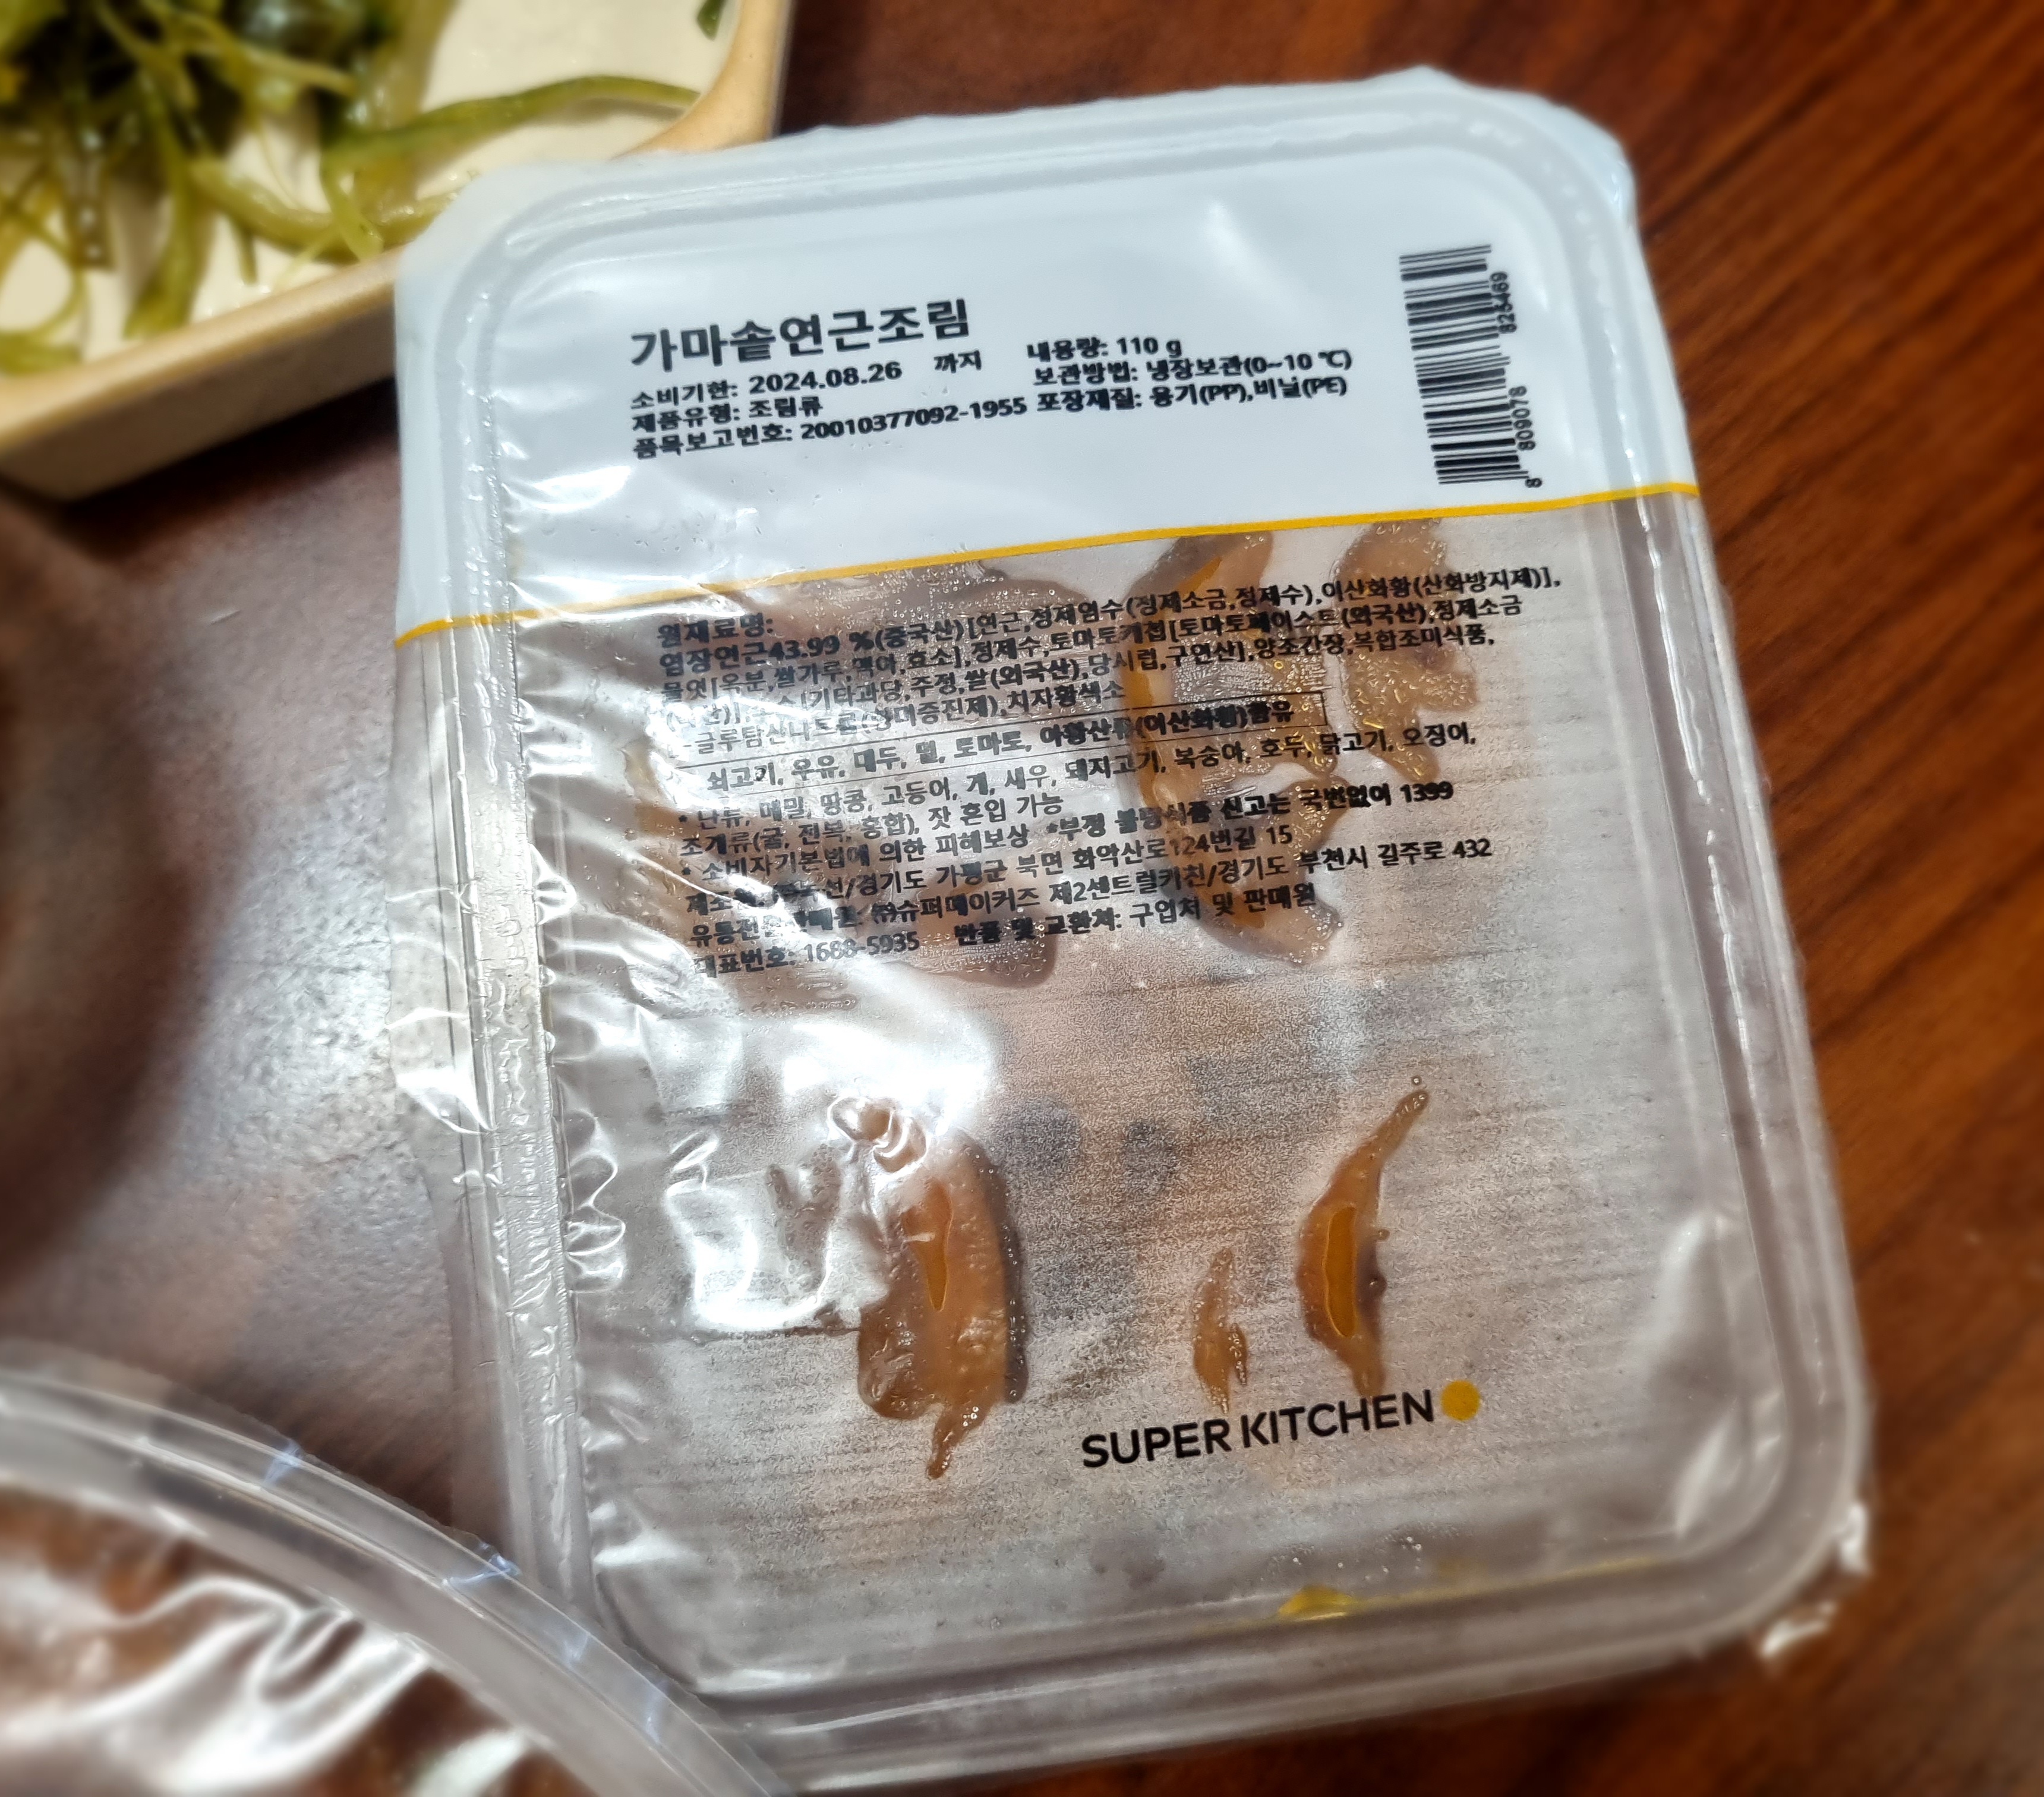 가마솥연근조림
소비기한: 2024.08.26 까지
내용량: 110 g
제품유형: 조림류
보관방법: 냉장보관(0~10 ℃)
품목보고번호: 20010377092-1955 포장재질: 용기(PP),비닐(PE)
8 809078 825469
원재료명:
염장연근43.99 %(중국산)[연근,정제염수(정제소금,정제수),이산화황(산화방지제)],
물엿[옥분,쌀가루,맥아,효소],정제수,토마토케첩[토마토페이스트(외국산),정제소금
(기타과당,주정,쌀(외국산),당시럽,구연산],양조간장,복합조미식품,
글루탐산나트륨(향미증진제),치자황색소
쇠고기, 우유, 대두, 밀, 토마토, 아황산류(이산화황)함유
* 난류, 메밀, 땅콩, 고등어, 게, 새우, 돼지고기, 복숭아, 호두, 닭고기, 오징어,
조개류(굴, 전복, 홍합), 잣 혼입 가능
* 소비자기본법에 의한 피해보상 *부정 불량식품 신고는 국번없이 1399
경기도 가평군 북면 화악산로124번길 15
㈜슈퍼메이커즈 제2센트럴키친/경기도 부천시 길주로 432
대표번호: 1688-5935 반품 및 교환처: 구입처 및 판매원
SUPER KITCHEN